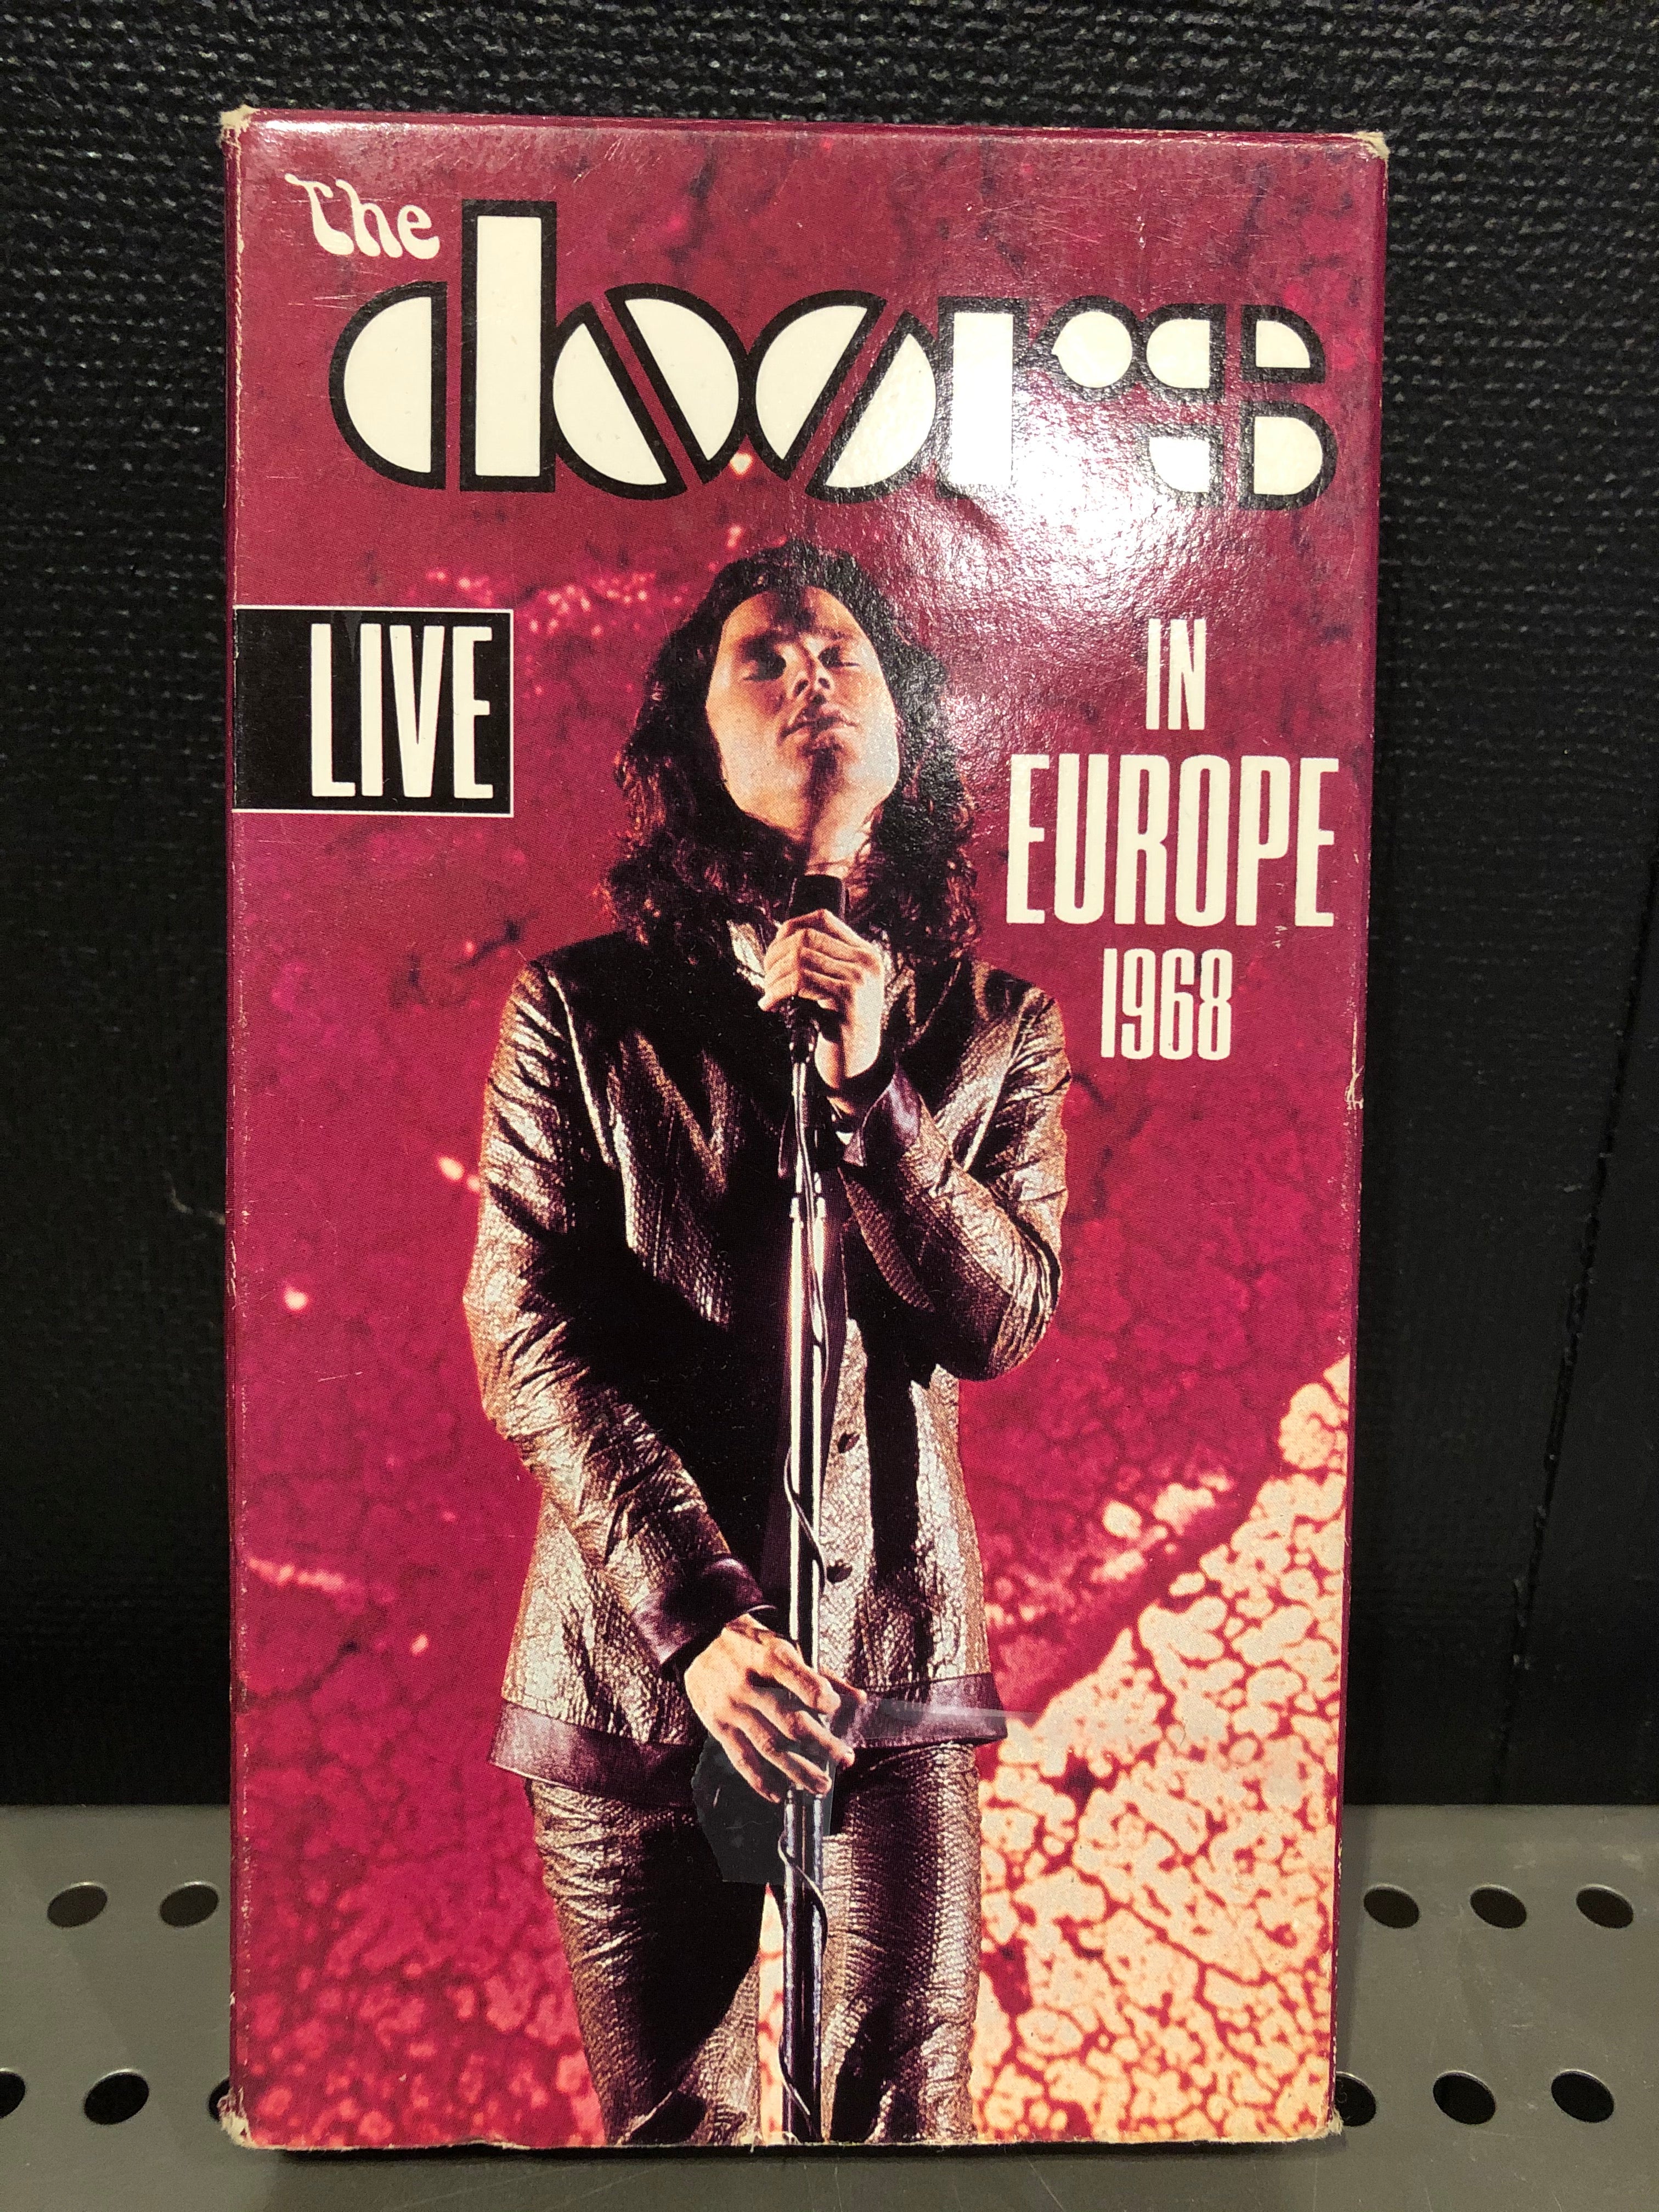 The
doors
LIVE
IN
EUROPE
1968